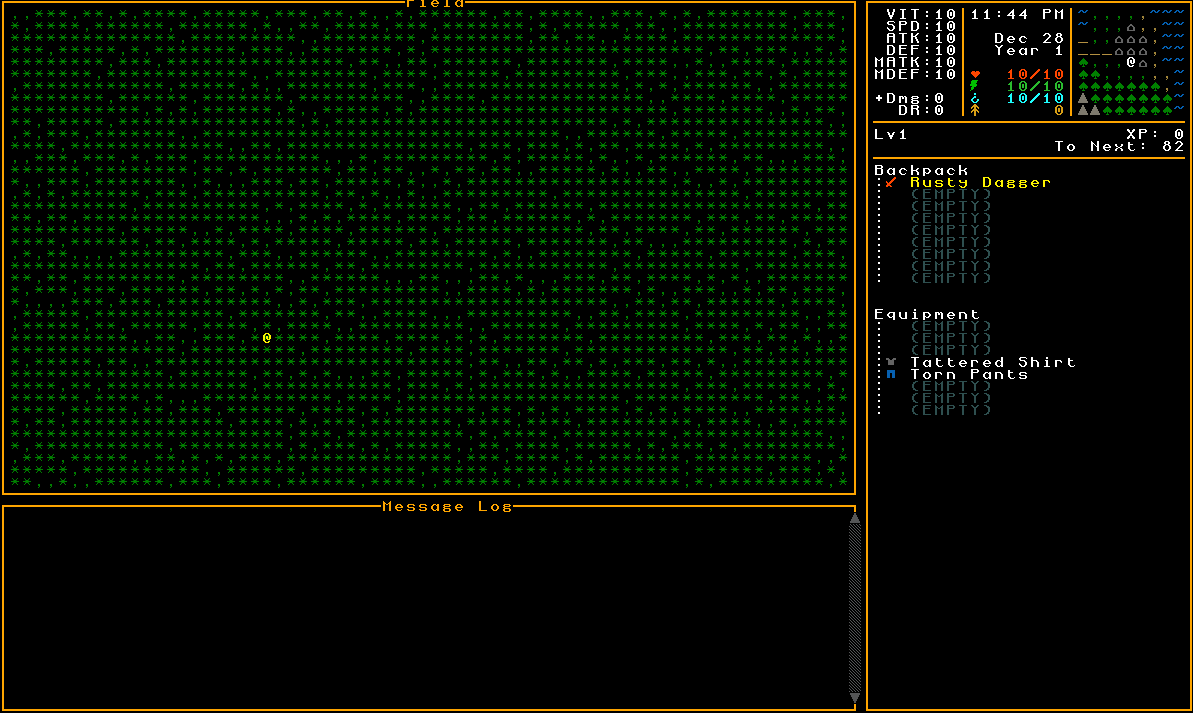 Field
VIT:10
SPD:10
ATK:10
DEF:10
MATK:10
MDEF:10
+Dmg:0
DR:0
11:44 PM
Dec 28
Year 1
10/10
10/10
10/10
0
Lv1
XP: 0
To Next: 82
Backpack
Rusty Dagger
(EMPTY)
(EMPTY)
(EMPTY)
(EMPTY)
(EMPTY)
(EMPTY)
(EMPTY)
(EMPTY)
Equipment
(EMPTY)
(EMPTY)
(EMPTY)
Tattered Shirt
Torn Pants
(EMPTY)
(EMPTY)
(EMPTY)
Message Log